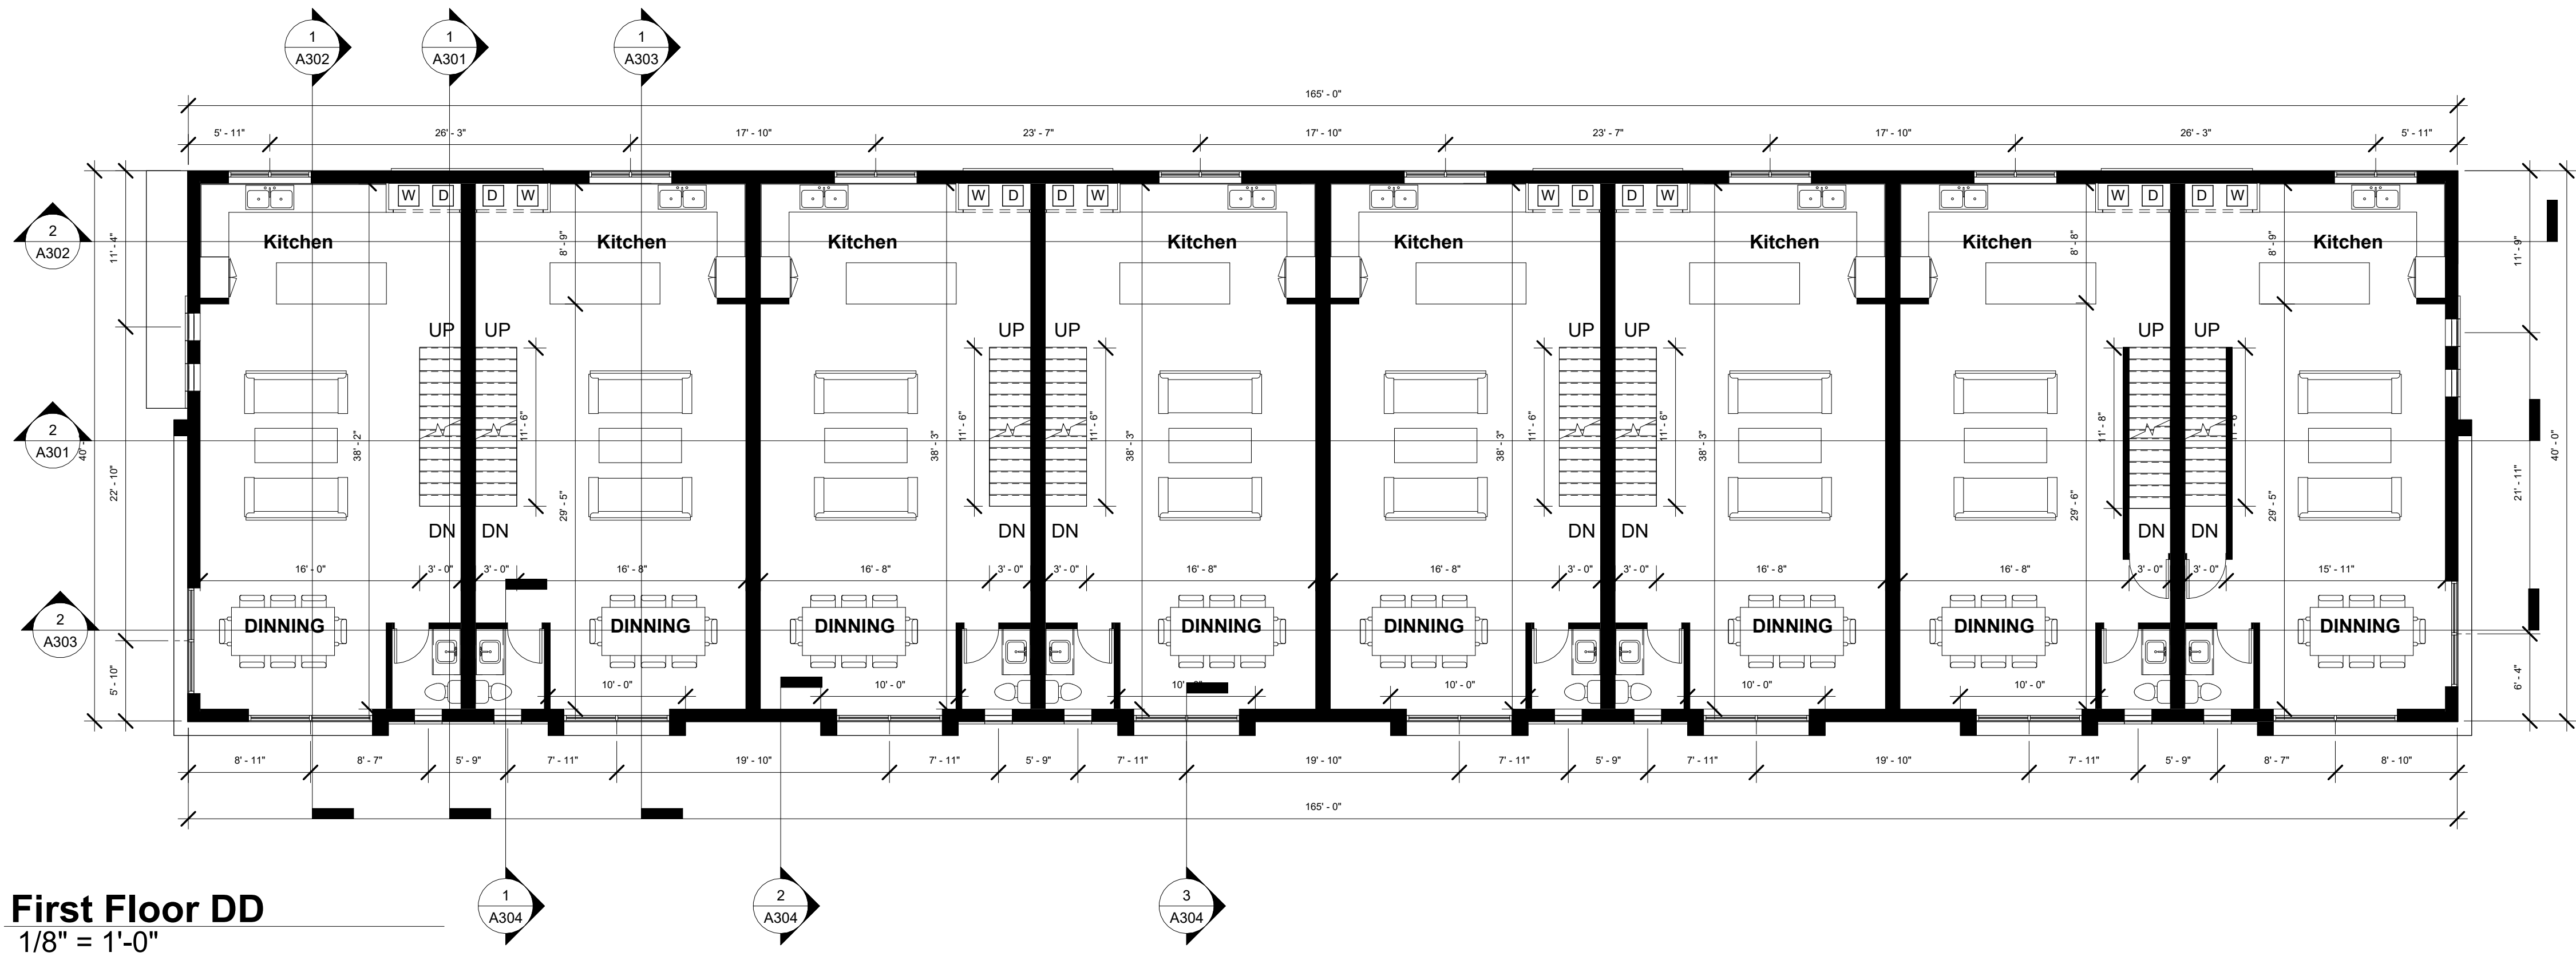 1
A302
1
A301
1
A303
165' - 0"
5' - 11" 26' - 3" 17' - 10" 23' - 7" 17' - 10" 23' - 7" 17' - 10" 26' - 3" 5' - 11"
W D D W W D D W W D D W W D D W
2
A302
Kitchen Kitchen Kitchen Kitchen Kitchen Kitchen Kitchen Kitchen
11' - 4" 8' - 9" 8' - 8" 8' - 9" 11' - 9"
UP UP UP UP UP UP UP UP
2
A301
40' -
38' - 2" 11' - 6" 38' - 3" 11' - 6" 11' - 6" 38' - 3" 38' - 3" 11' - 6" 11' - 6" 38' - 3" 11' - 8" 11' - 6" 40' - 0"
22' - 10" 29' - 5" 29' - 6" 29' - 5" 21' - 11"
DN DN DN DN DN DN DN DN
16' - 0" 3' - 0" 3' - 0" 16' - 8" 16' - 8" 3' - 0" 3' - 0" 16' - 8" 16' - 8" 3' - 0" 3' - 0" 16' - 8" 16' - 8" 3' - 0" 3' - 0" 15' - 11"
2
A303
DINNING DINNING DINNING DINNING DINNING DINNING DINNING DINNING
5' - 10" 6' - 4"
10' - 0" 10' - 0" 10' - 0" 10' - 0" 10' - 0" 10' - 0"
8' - 11" 8' - 7" 5' - 9" 7' - 11" 19' - 10" 7' - 11" 5' - 9" 7' - 11" 19' - 10" 7' - 11" 5' - 9" 7' - 11" 19' - 10" 7' - 11" 5' - 9" 8' - 7" 8' - 10"
165' - 0"
1
A304
2
A304
3
A304
First Floor DD
1/8" = 1'-0"